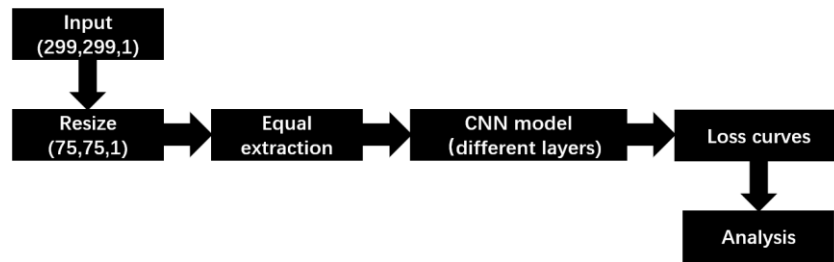 Input
(299,299,1)
Resize
(75,75,1)
Equal
extraction
CNN model
(different layers)
Loss curves
Analysis